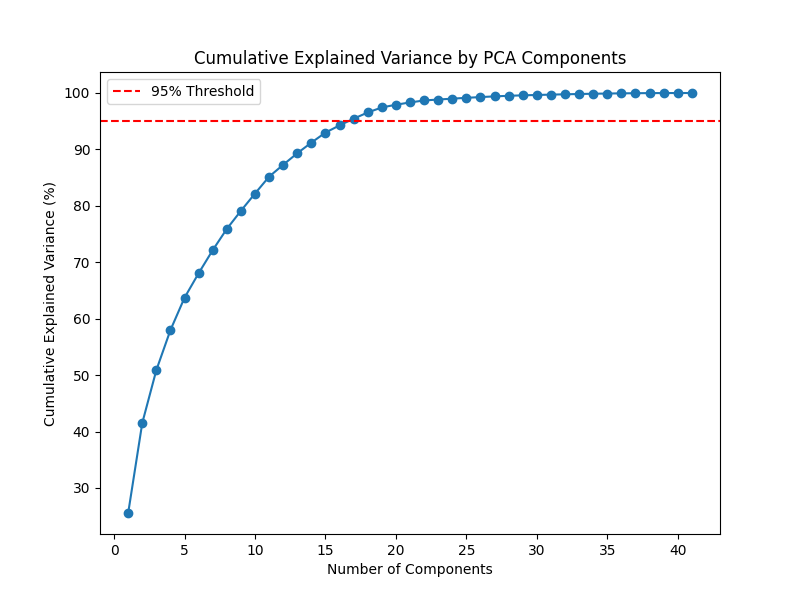 Cumulative Explained Variance by PCA Components
95% Threshold
100
90
80
70
60
50
40
30
Cumulative Explained Variance (%)
0 5 10 15 20 25 30 35 40
Number of Components